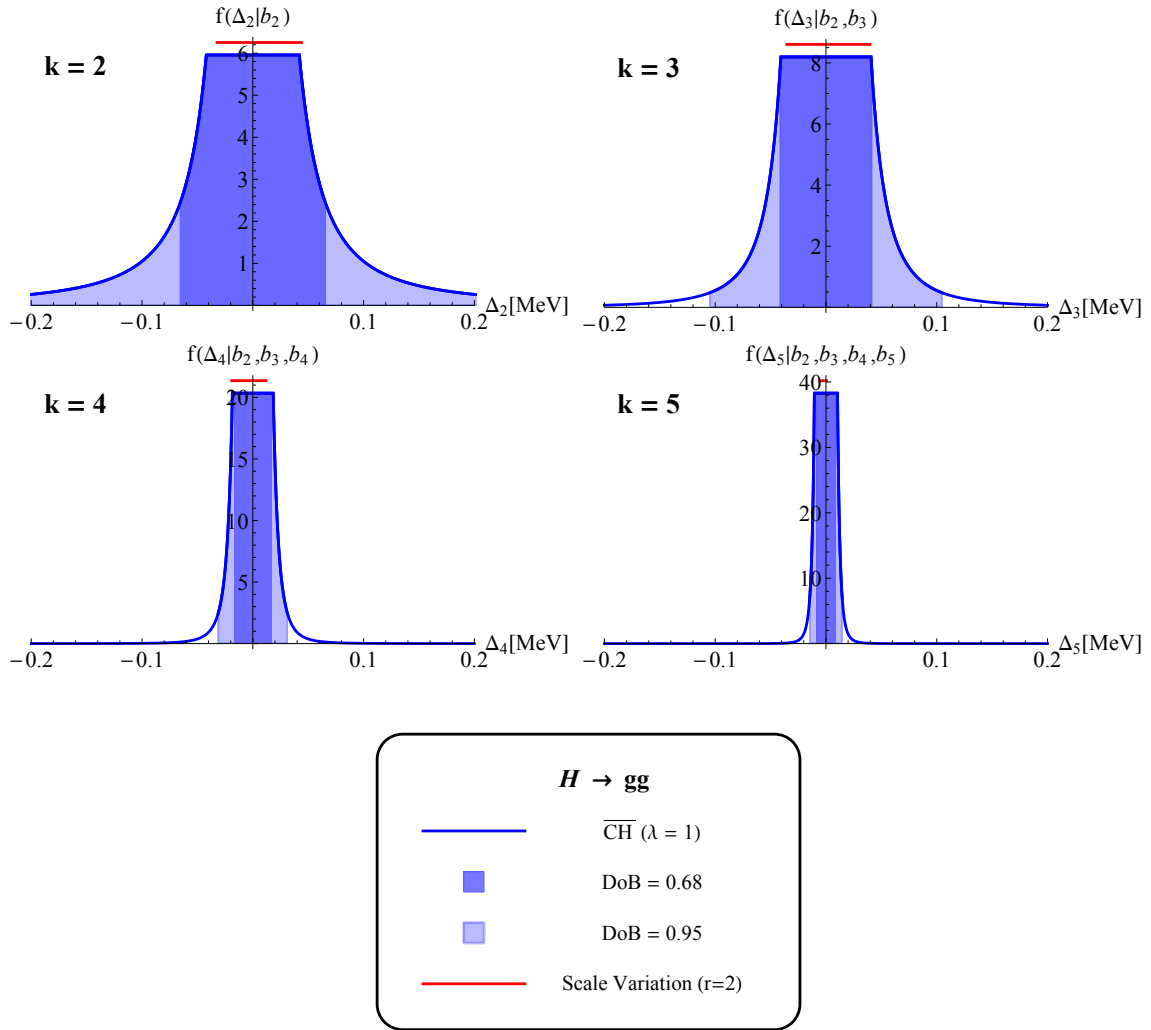 f(Δ₂|b₂)
k = 2
6
5
4
3
2
1
−0.2
−0.1
0.1
0.2
Δ₂[MeV]
f(Δ₃|b₂,b₃)
k = 3
8
6
4
2
−0.2
−0.1
0.1
0.2
Δ₃[MeV]
f(Δ₄|b₂,b₃,b₄)
k = 4
20
15
10
5
−0.2
−0.1
0.1
0.2
Δ₄[MeV]
f(Δ₅|b₂,b₃,b₄,b₅)
k = 5
40
30
20
10
−0.2
−0.1
0.1
0.2
Δ₅[MeV]
H → gg
C̅H̅ (λ = 1)
DoB = 0.68
DoB = 0.95
Scale Variation (r=2)